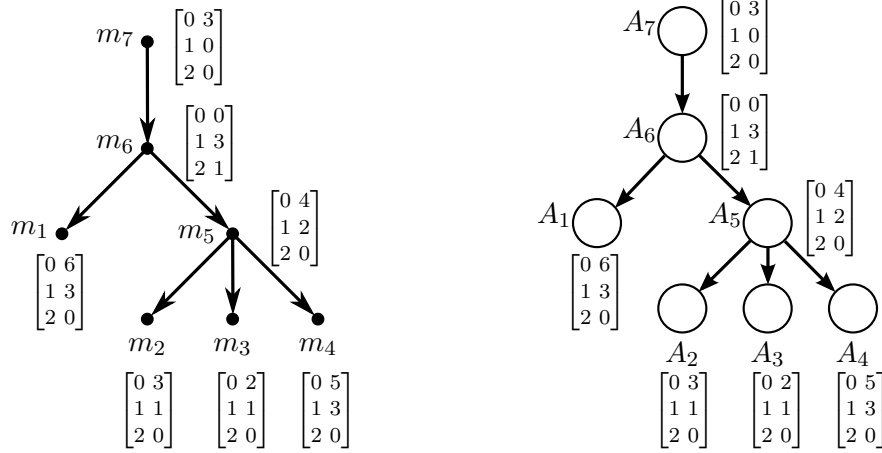 m₇ [0 3
1 0
2 0]
m₆ [0 0
1 3
2 1]
m₁ [0 6
1 3
2 0]
m₅ [0 4
1 2
2 0]
m₂ [0 3
1 1
2 0]
m₃ [0 2
1 1
2 0]
m₄ [0 5
1 3
2 0]
A₇ [0 3
1 0
2 0]
A₆ [0 0
1 3
2 1]
A₁ [0 6
1 3
2 0]
A₅ [0 4
1 2
2 0]
A₂ [0 3
1 1
2 0]
A₃ [0 2
1 1
2 0]
A₄ [0 5
1 3
2 0]